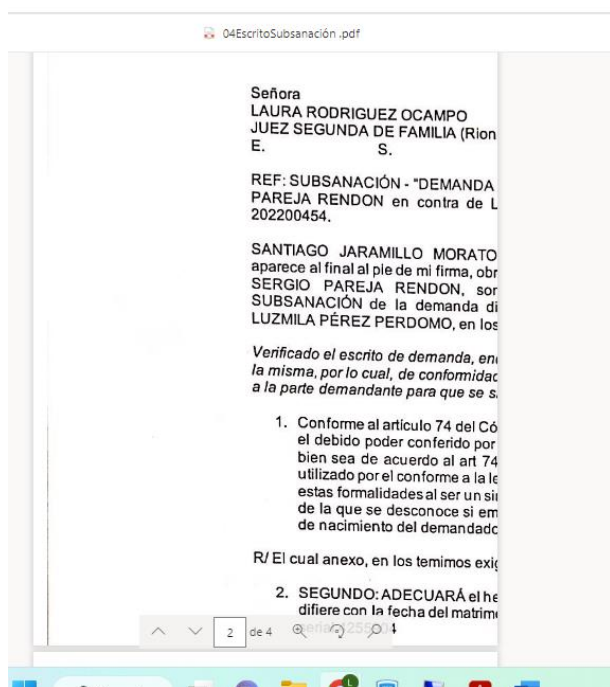 04EscritoSubsanación .pdf
Señora
LAURA RODRIGUEZ OCAMPO
JUEZ SEGUNDA DE FAMILIA (Rion
E. S.
REF: SUBSANACIÓN - "DEMANDA
PAREJA RENDON en contra de L
202200454.
SANTIAGO JARAMILLO MORATO
aparece al final al pie de mi firma, obr
SERGIO PAREJA RENDON, sor
SUBSANACIÓN de la demanda di
LUZMILA PÉREZ PERDOMO, en los
Verificado el escrito de demanda, en
la misma, por lo cual, de conformidad
a la parte demandante para que se s
1. Conforme al artículo 74 del Có
el debido poder conferido por
bien sea de acuerdo al art 74
utilizado por el conforme a la le
estas formalidades al ser un sin
de la que se desconoce si em
de nacimiento del demandado
R/ El cual anexo, en los temimos exig
2. SEGUNDO: ADECUARÁ el he
difiere con la fecha del matrim
2 de 4